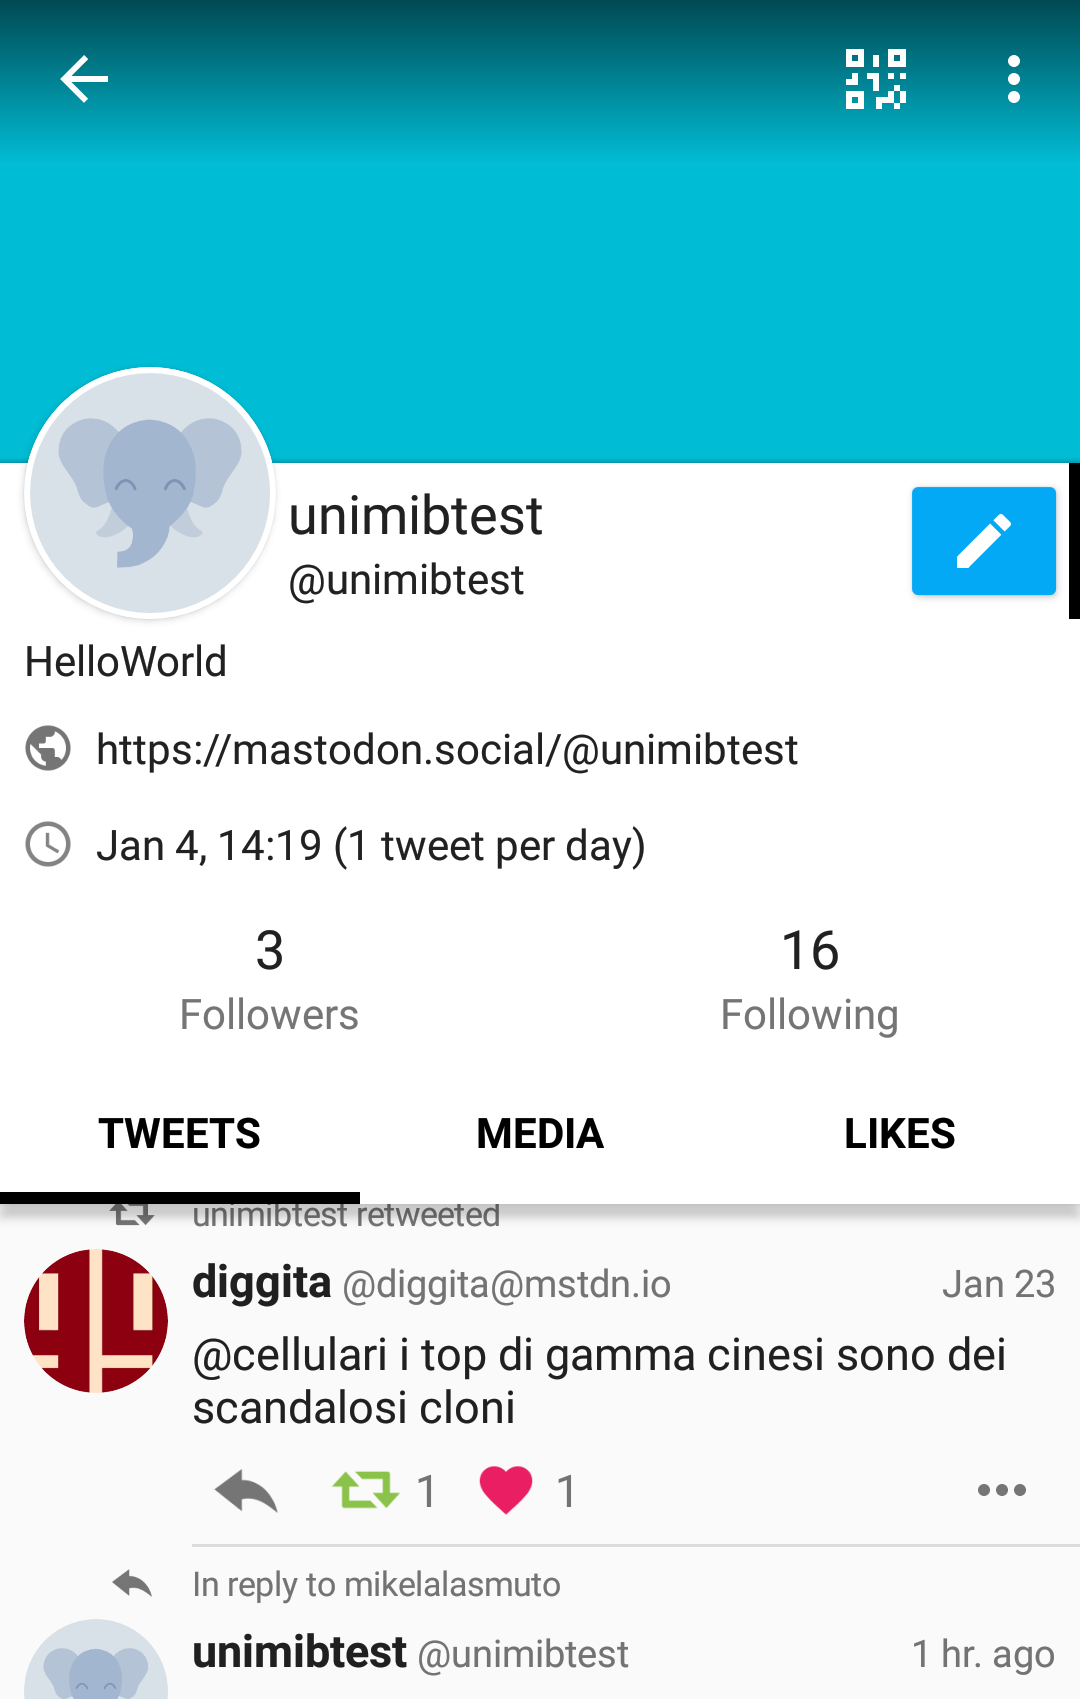 unimibtest
@unimibtest
HelloWorld
https://mastodon.social/@unimibtest
Jan 4, 14:19 (1 tweet per day)
3
Followers
16
Following
TWEETS
MEDIA
LIKES
unimibtest retweeted
diggita @diggita@mstdn.io
Jan 23
@cellulari i top di gamma cinesi sono dei
scandalosi cloni
1
1
In reply to mikelalasmuto
unimibtest @unimibtest
1 hr. ago